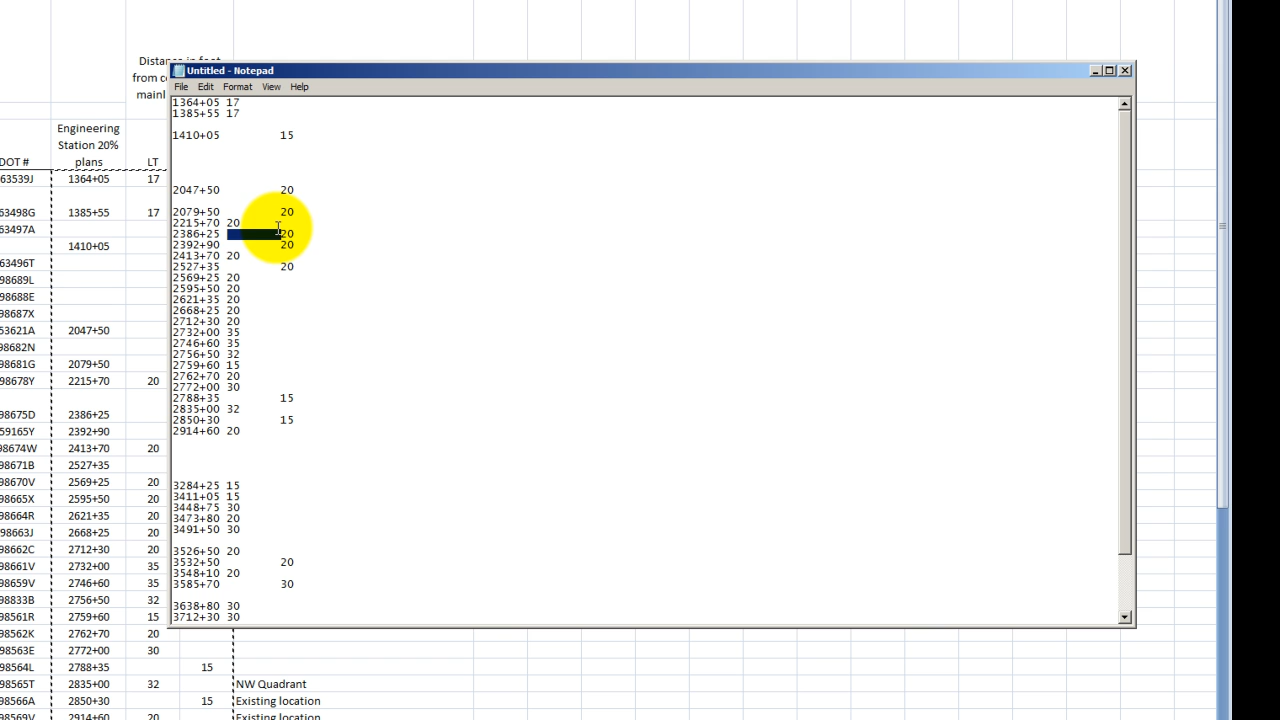 Distance in feet
from ce
mainl
Untitled - Notepad
File Edit Format View Help
Engineering
Station 20%
DOT # plans LT
63539J 1364+05 17
63498G 1385+55 17
63497A
1410+05
63496T
98689L
98688E
98687X
53621A 2047+50
98682N
98681G 2079+50
98678Y 2215+70 20
98675D 2386+25
59165Y 2392+90
98674W 2413+70 20
98671B 2527+35
98670V 2569+25 20
98665X 2595+50 20
98664R 2621+35 20
98663J 2668+25 20
98662C 2712+30 20
98661V 2732+00 35
98659V 2746+60 35
98833B 2756+50 32
98561R 2759+60 15
98562K 2762+70 20
98563E 2772+00 30
98564L 2788+35 15
98565T 2835+00 32 NW Quadrant
98566A 2850+30 15 Existing location
98569V 2914+60 20 Existing location
1364+05 17
1385+55 17
1410+05 15
2047+50 20
2079+50 20
2215+70 20
2386+25 20
2392+90 20
2413+70 20
2527+35 20
2569+25 20
2595+50 20
2621+35 20
2668+25 20
2712+30 20
2732+00 35
2746+60 35
2756+50 32
2759+60 15
2762+70 20
2772+00 30
2788+35 15
2835+00 32
2850+30 15
2914+60 20
3284+25 15
3411+05 15
3448+75 30
3473+80 20
3491+50 30
3526+50 20
3532+50 20
3548+10 20
3585+70 30
3638+80 30
3712+30 30